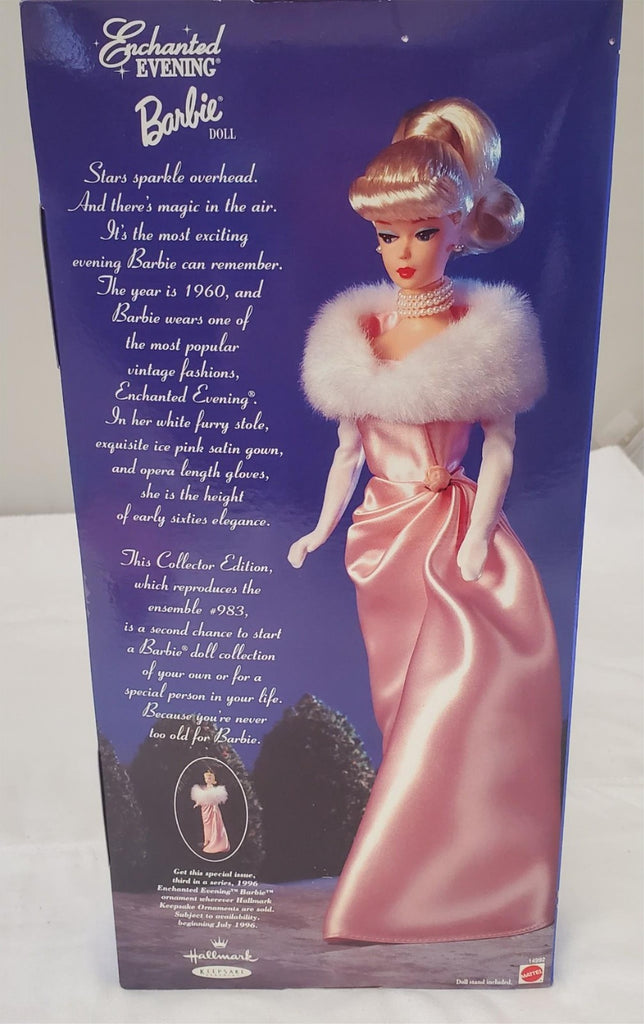 Enchanted
EVENING®
Barbie®
DOLL
Stars sparkle overhead.
And there's magic in the air.
It's the most exciting
evening Barbie can remember.
The year is 1960, and
Barbie wears one of
the most popular
vintage fashions,
Enchanted Evening®.
In her white furry stole,
exquisite ice pink satin gown,
and opera length gloves,
she is the height
of early sixties elegance.
This Collector Edition,
which reproduces the
ensemble #983,
is a second chance to start
a Barbie® doll collection
of your own or for a
special person in your life.
Because you're never
too old for Barbie.
Get this special issue,
third in a series, 1996
Enchanted Evening™ Barbie™
ornament wherever Hallmark
Keepsake Ornaments are sold.
Subject to availability,
beginning July 1996.
Hallmark
KEEPSAKE
14992
MATTEL
Doll stand included.